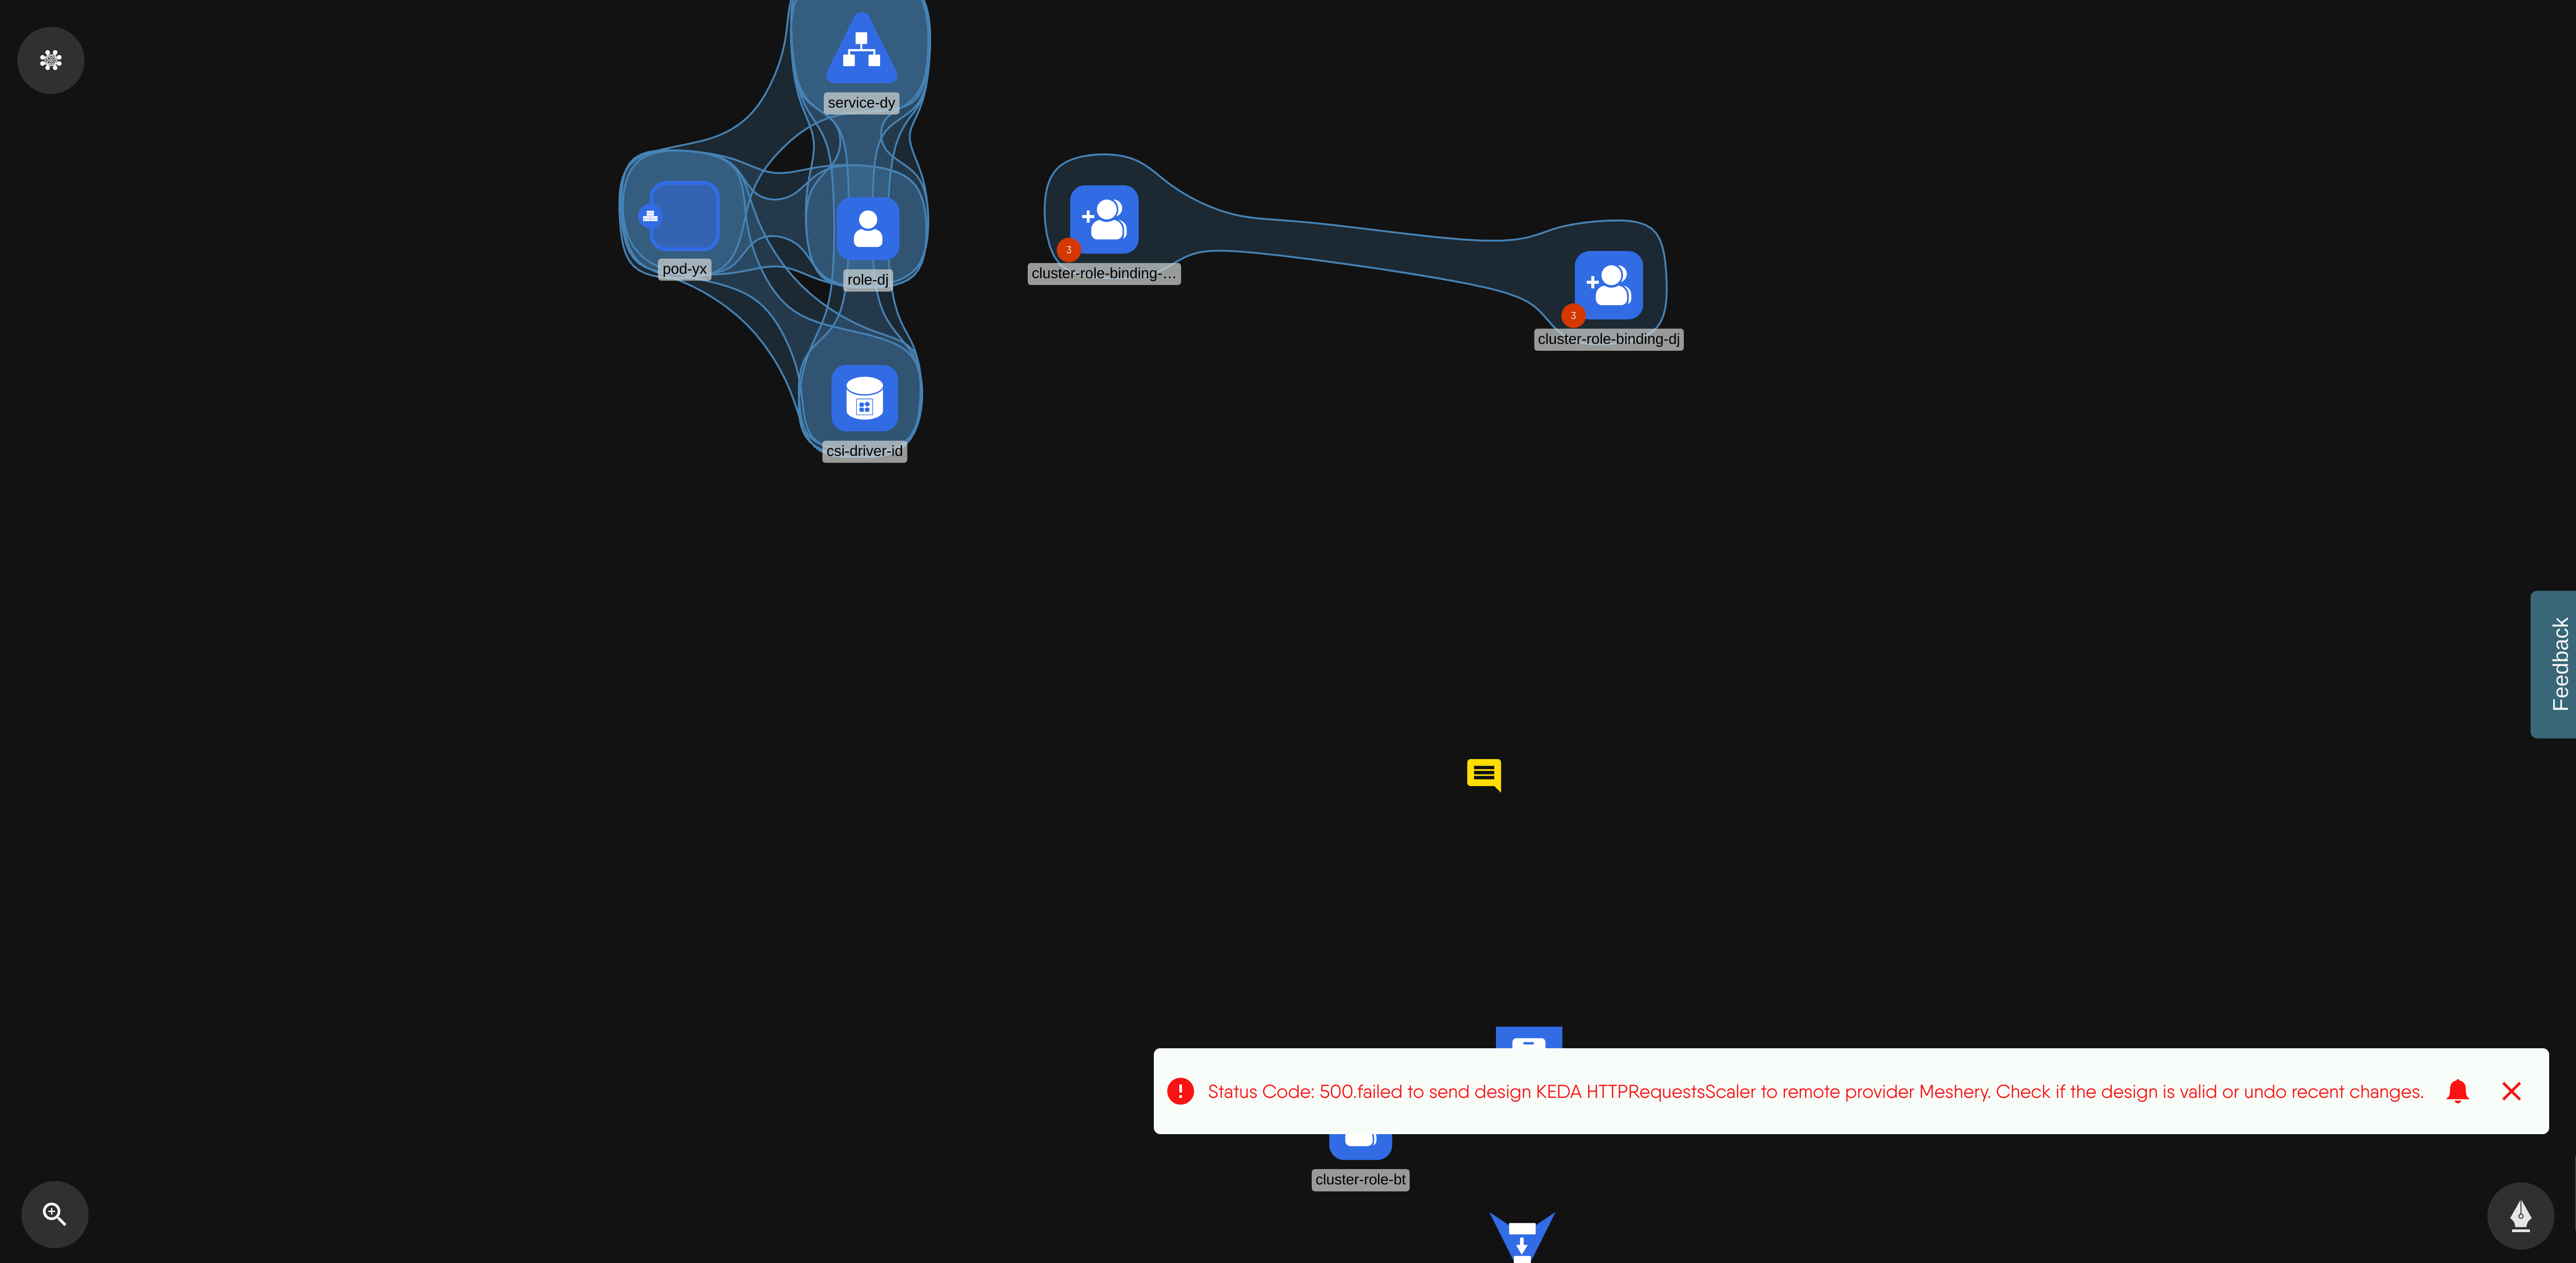 service-dy
pod-yx
role-dj
3
cluster-role-binding-...
3
cluster-role-binding-dj
csi-driver-id
Feedback
Status Code: 500.failed to send design KEDA HTTPRequestsScaler to remote provider Meshery. Check if the design is valid or undo recent changes.
cluster-role-bt